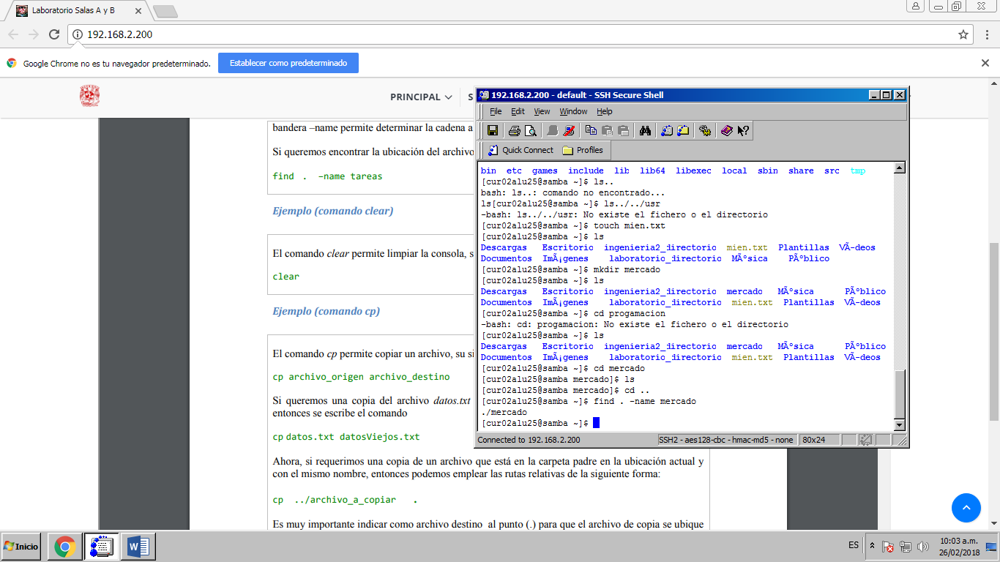 Laboratorio Salas A y B
192.168.2.200
Google Chrome no es tu navegador predeterminado. Establecer como predeterminado
PRINCIPAL
bandera –name permite determinar la cadena a
Si queremos encontrar la ubicación del archivo
find . –name tareas
Ejemplo (comando clear)
El comando clear permite limpiar la consola, s
clear
Ejemplo (comando cp)
El comando cp permite copiar un archivo, su si
cp archivo_origen archivo_destino
Si queremos una copia del archivo datos.txt
entonces se escribe el comando
cp datos.txt datosViejos.txt
Ahora, si requerimos una copia de un archivo que está en la carpeta padre en la ubicación actual y
con el mismo nombre, entonces podemos emplear las rutas relativas de la siguiente forma:
cp ../archivo_a_copiar .
Es muy importante indicar como archivo destino al punto (.) para que el archivo de copia se ubique
192.168.2.200 - default - SSH Secure Shell
File Edit View Window Help
Quick Connect Profiles
bin etc games include lib lib64 libexec local sbin share src tmp
[cur02alu25@samba ~]$ ls..
bash: ls..: comando no encontrado...
ls[cur02alu25@samba ~]$ ls../../usr
-bash: ls../../usr: No existe el fichero o el directorio
[cur02alu25@samba ~]$ touch mien.txt
[cur02alu25@samba ~]$ ls
Descargas Escritorio ingenieria2_directorio mien.txt Plantillas VÃ-deos
Documentos ImÃ¡genes laboratorio_directorio MÃºsica PÃºblico
[cur02alu25@samba ~]$ mkdir mercado
[cur02alu25@samba ~]$ ls
Descargas Escritorio ingenieria2_directorio mercado MÃºsica PÃºblico
Documentos ImÃ¡genes laboratorio_directorio mien.txt Plantillas VÃ-deos
[cur02alu25@samba ~]$ cd progamacion
-bash: cd: progamacion: No existe el fichero o el directorio
[cur02alu25@samba ~]$ ls
Descargas Escritorio ingenieria2_directorio mercado MÃºsica PÃºblico
Documentos ImÃ¡genes laboratorio_directorio mien.txt Plantillas VÃ-deos
[cur02alu25@samba ~]$ cd mercado
[cur02alu25@samba mercado]$ ls
[cur02alu25@samba mercado]$ cd ..
[cur02alu25@samba ~]$ find . -name mercado
./mercado
[cur02alu25@samba ~]$
Connected to 192.168.2.200 SSH2 - aes128-cbc - hmac-md5 - none 80x24
Inicio ES 10:03 a.m.
26/02/2018